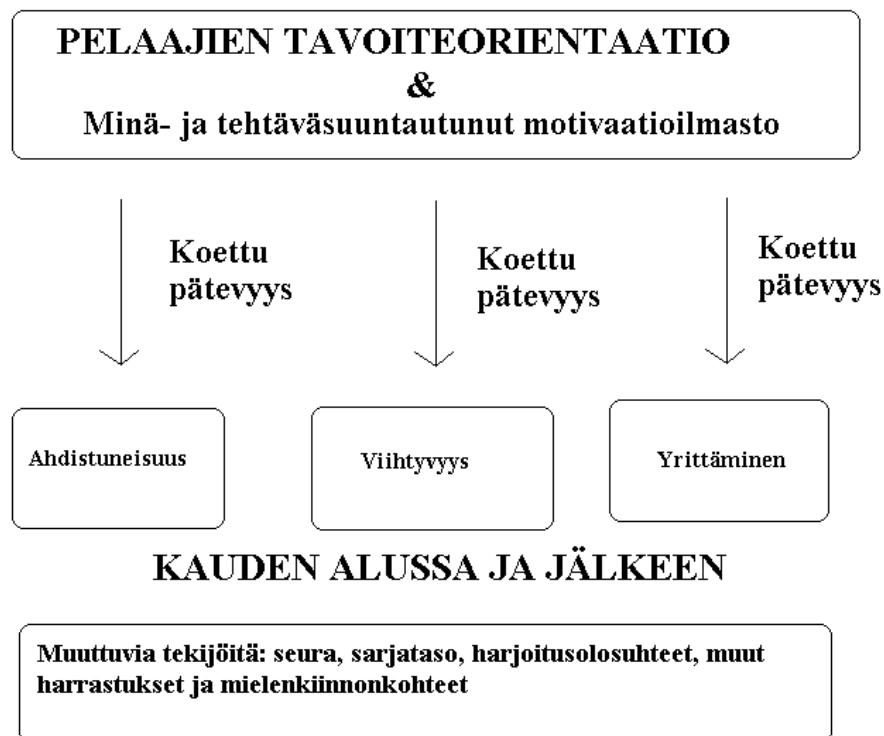 PELAAJIEN TAVOITEORIENTAATIO
&
Minä- ja tehtäväsuuntautunut motivaatioilmasto
Koettu
pätevyys
Koettu
pätevyys
Koettu
pätevyys
Ahdistuneisuus
Viihtyvyys
Yrittäminen
KAUDEN ALUSSA JA JÄLKEEN
Muuttuvia tekijöitä: seura, sarjataso, harjoitusolosuhteet, muut
harrastukset ja mielenkiinnonkohteet